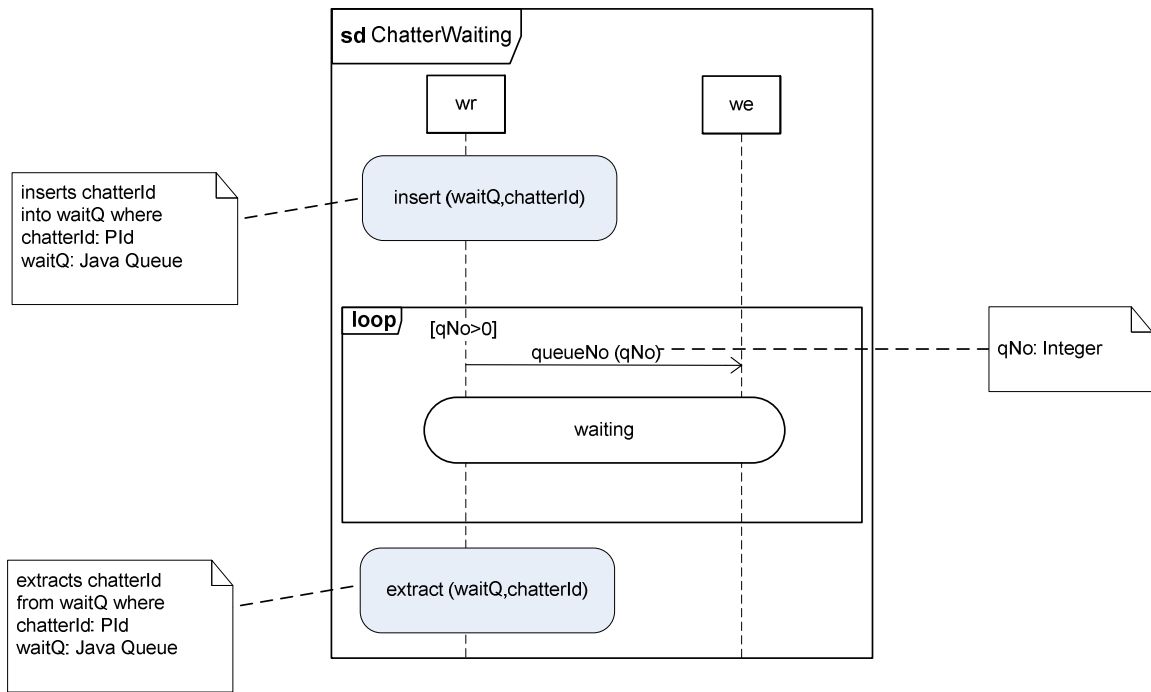 sd ChatterWaiting
wr
we
inserts chatterId
into waitQ where
chatterId: PId
waitQ: Java Queue
insert (waitQ,chatterId)
loop
[qNo>0]
queueNo (qNo)
qNo: Integer
waiting
extracts chatterId
from waitQ where
chatterId: PId
waitQ: Java Queue
extract (waitQ,chatterId)